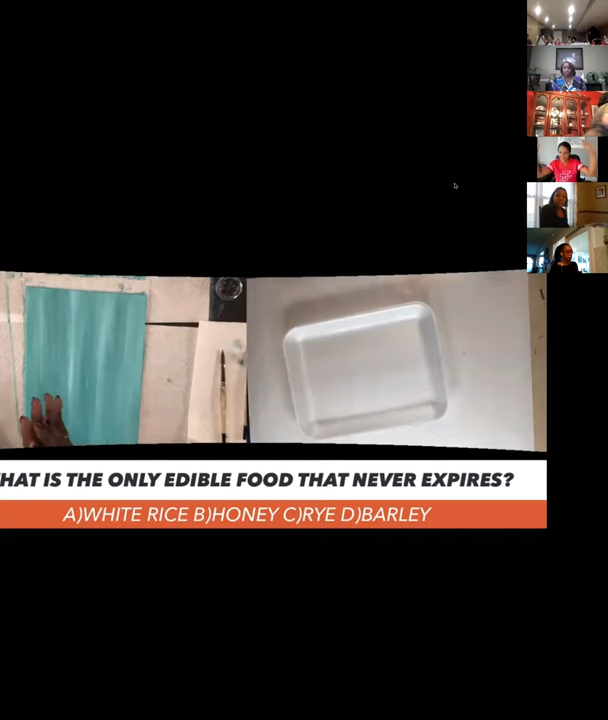 HAT IS THE ONLY EDIBLE FOOD THAT NEVER EXPIRES?
A)WHITE RICE B)HONEY C)RYE D)BARLEY